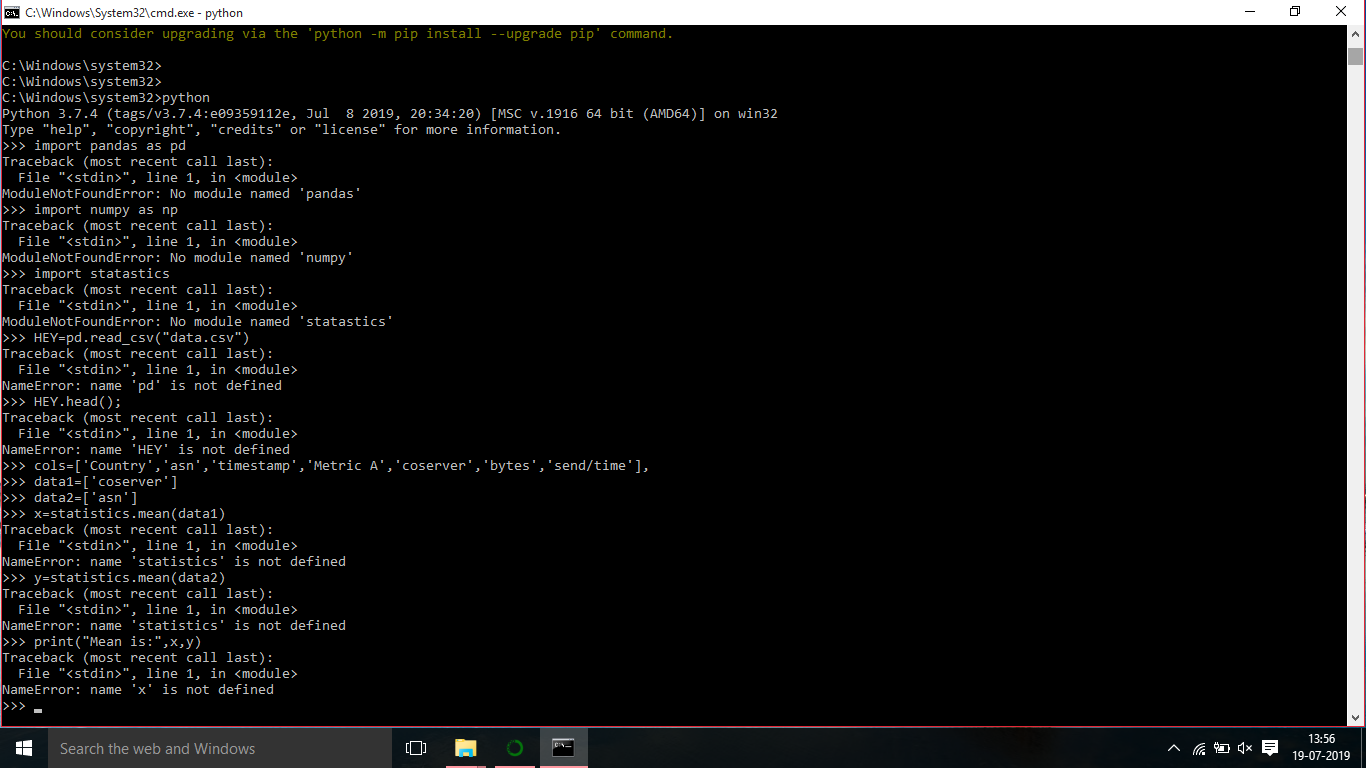 C:\Windows\System32\cmd.exe - python
You should consider upgrading via the 'python -m pip install --upgrade pip' command.
C:\Windows\system32>
C:\Windows\system32>
C:\Windows\system32>python
Python 3.7.4 (tags/v3.7.4:e09359112e, Jul  8 2019, 20:34:20) [MSC v.1916 64 bit (AMD64)] on win32
Type "help", "copyright", "credits" or "license" for more information.
>>> import pandas as pd
Traceback (most recent call last):
  File "<stdin>", line 1, in <module>
ModuleNotFoundError: No module named 'pandas'
>>> import numpy as np
Traceback (most recent call last):
  File "<stdin>", line 1, in <module>
ModuleNotFoundError: No module named 'numpy'
>>> import statastics
Traceback (most recent call last):
  File "<stdin>", line 1, in <module>
ModuleNotFoundError: No module named 'statastics'
>>> HEY=pd.read_csv("data.csv")
Traceback (most recent call last):
  File "<stdin>", line 1, in <module>
NameError: name 'pd' is not defined
>>> HEY.head();
Traceback (most recent call last):
  File "<stdin>", line 1, in <module>
NameError: name 'HEY' is not defined
>>> cols=['Country','asn','timestamp','Metric A','coserver','bytes','send/time'],
>>> data1=['coserver']
>>> data2=['asn']
>>> x=statistics.mean(data1)
Traceback (most recent call last):
  File "<stdin>", line 1, in <module>
NameError: name 'statistics' is not defined
>>> y=statistics.mean(data2)
Traceback (most recent call last):
  File "<stdin>", line 1, in <module>
NameError: name 'statistics' is not defined
>>> print("Mean is:",x,y)
Traceback (most recent call last):
  File "<stdin>", line 1, in <module>
NameError: name 'x' is not defined
>>>
Search the web and Windows
13:56
19-07-2019